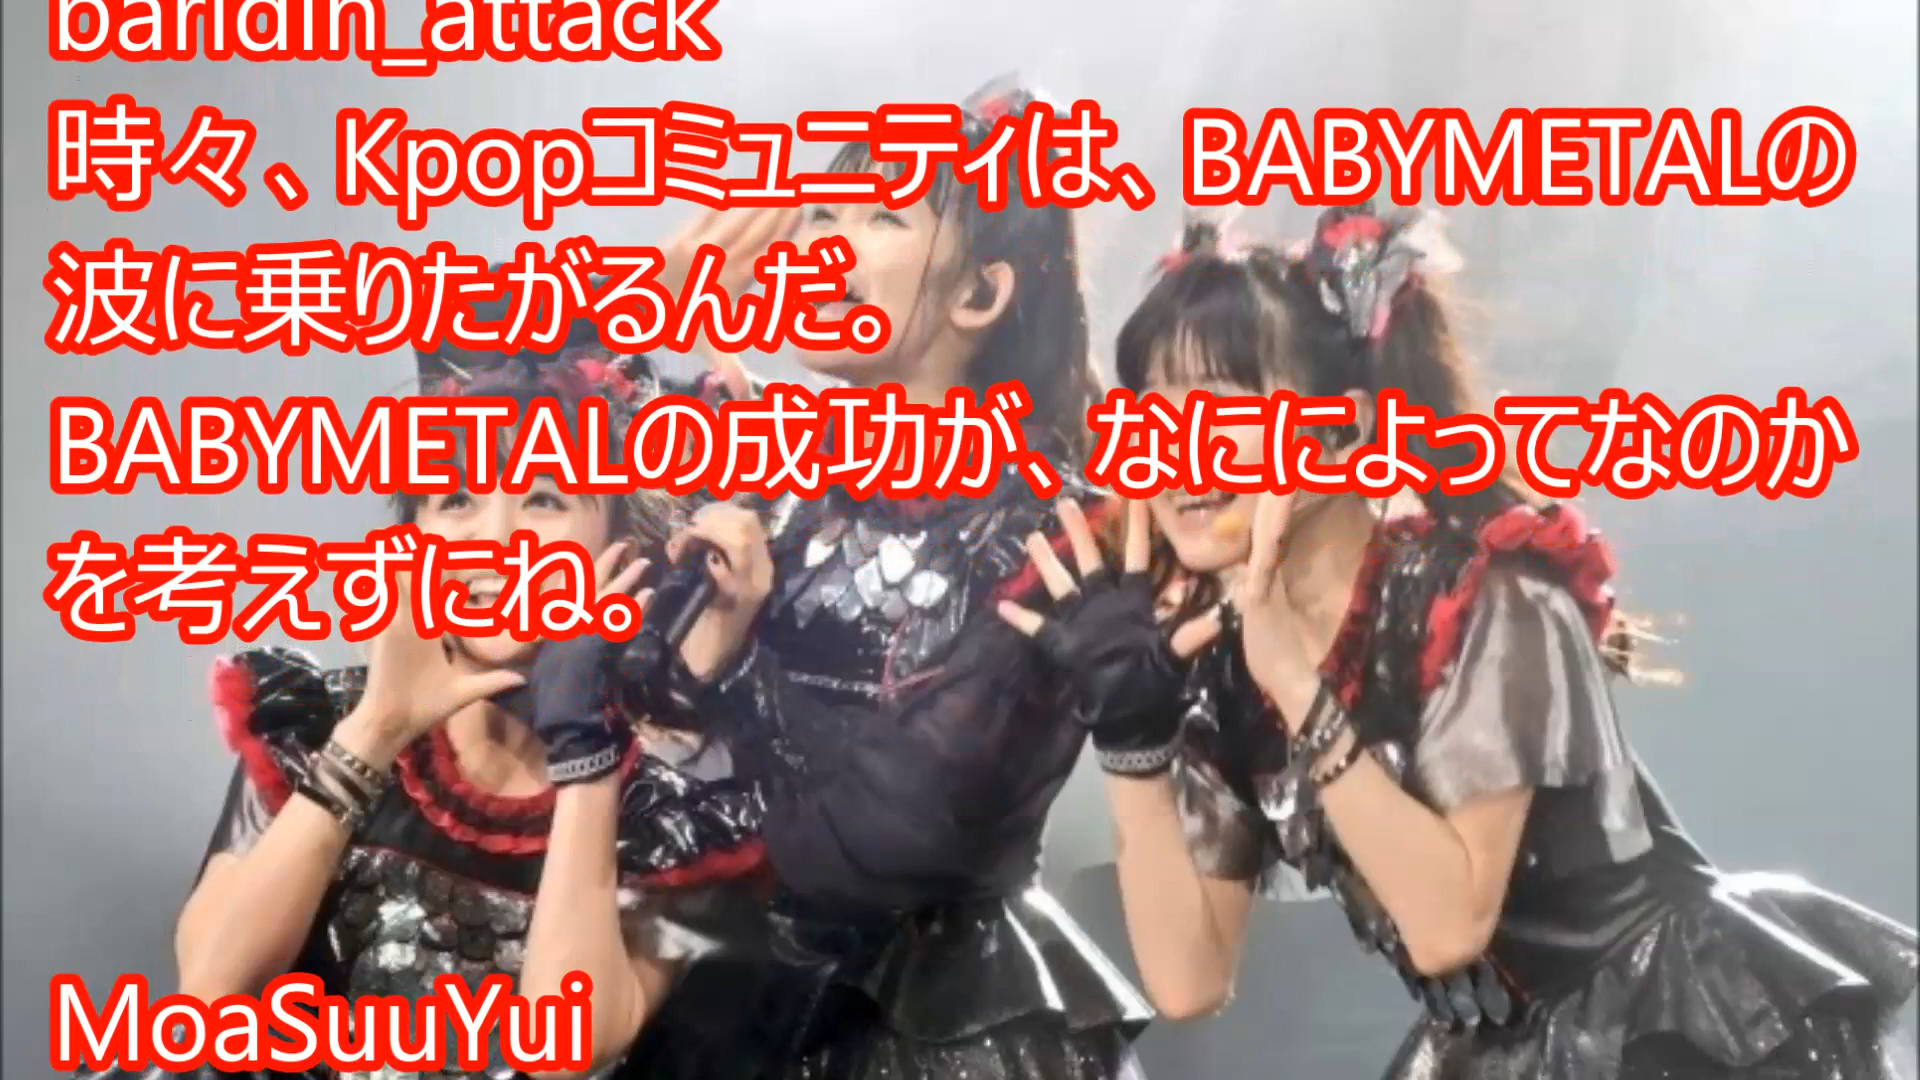 baridin_attack
時々、Kpopコミュニティは、BABYMETALの
波に乗りたがるんだ。
BABYMETALの成功が、なにによってなのか
を考えずにね。
MoaSuuYui